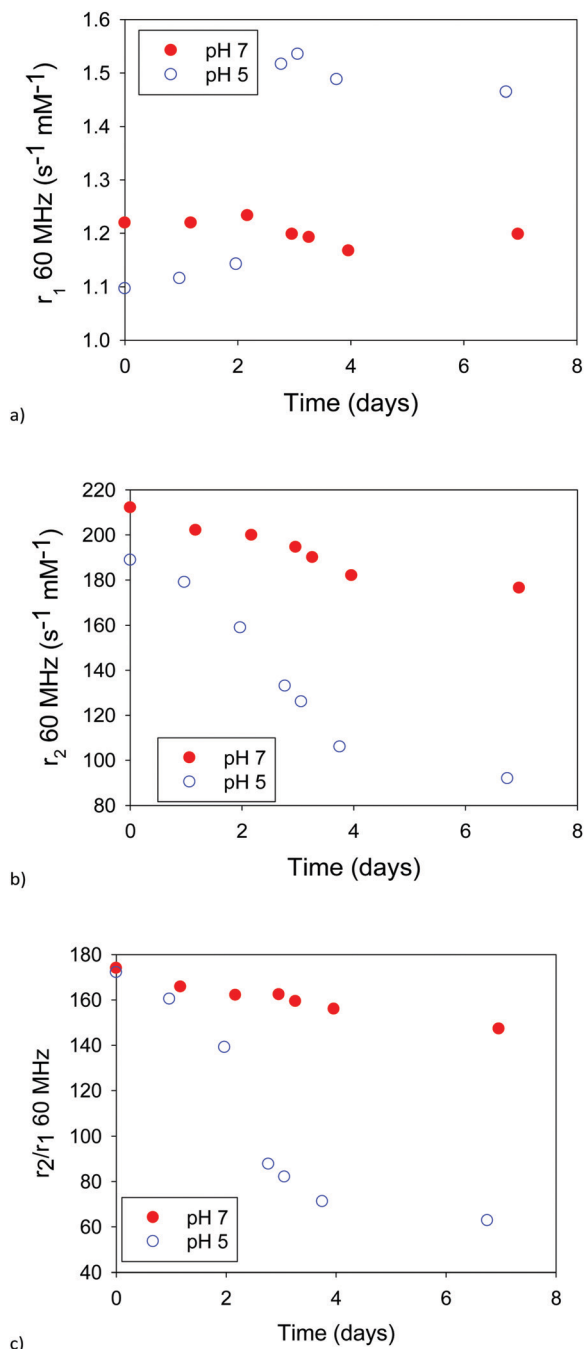 1.6
1.5
1.4
1.3
1.2
1.1
1.0
r1 60 MHz (s-1 mM-1)
pH 7
pH 5
0 2 4 6 8
Time (days)
a)
220
200
180
160
140
120
100
80
r2 60 MHz (s-1 mM-1)
pH 7
pH 5
0 2 4 6 8
Time (days)
b)
180
160
140
120
100
80
60
40
r2/r1 60 MHz
pH 7
pH 5
0 2 4 6 8
Time (days)
c)